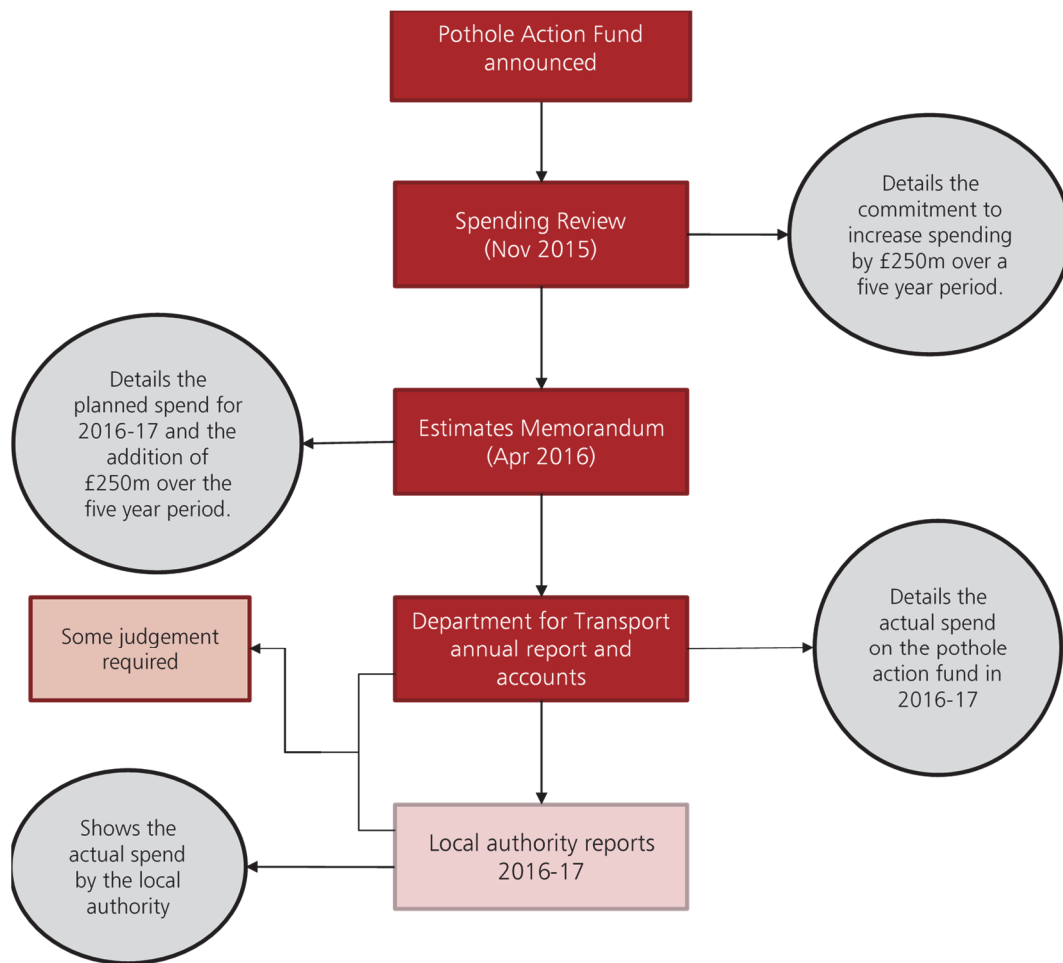 Pothole Action Fund
announced
Spending Review
(Nov 2015)
Details the
commitment to
increase spending
by £250m over a
five year period.
Estimates Memorandum
(Apr 2016)
Details the
planned spend for
2016-17 and the
addition of
£250m over the
five year period.
Department for Transport
annual report and
accounts
Details the
actual spend
on the pothole
action fund in
2016-17
Some judgement
required
Local authority reports
2016-17
Shows the
actual spend
by the local
authority